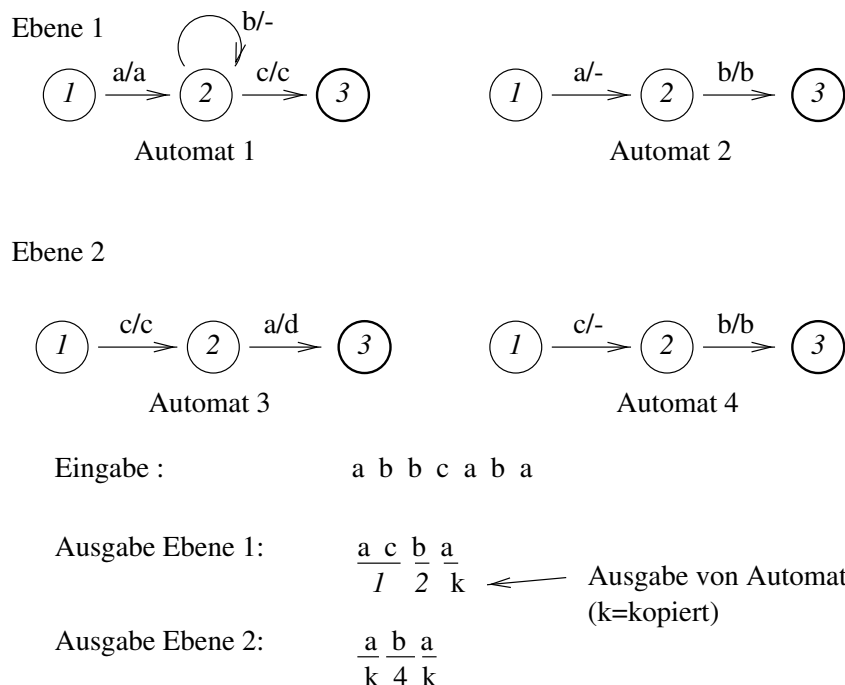 Ebene 1
b/-
a/a c/c a/- b/b
1 2 3 1 2 3
Automat 1 Automat 2
Ebene 2
c/c a/d c/- b/b
1 2 3 1 2 3
Automat 3 Automat 4
Eingabe : a b b c a b a
Ausgabe Ebene 1: a c b a
1 2 k
Ausgabe von Automat
(k=kopiert)
Ausgabe Ebene 2: a b a
k 4 k